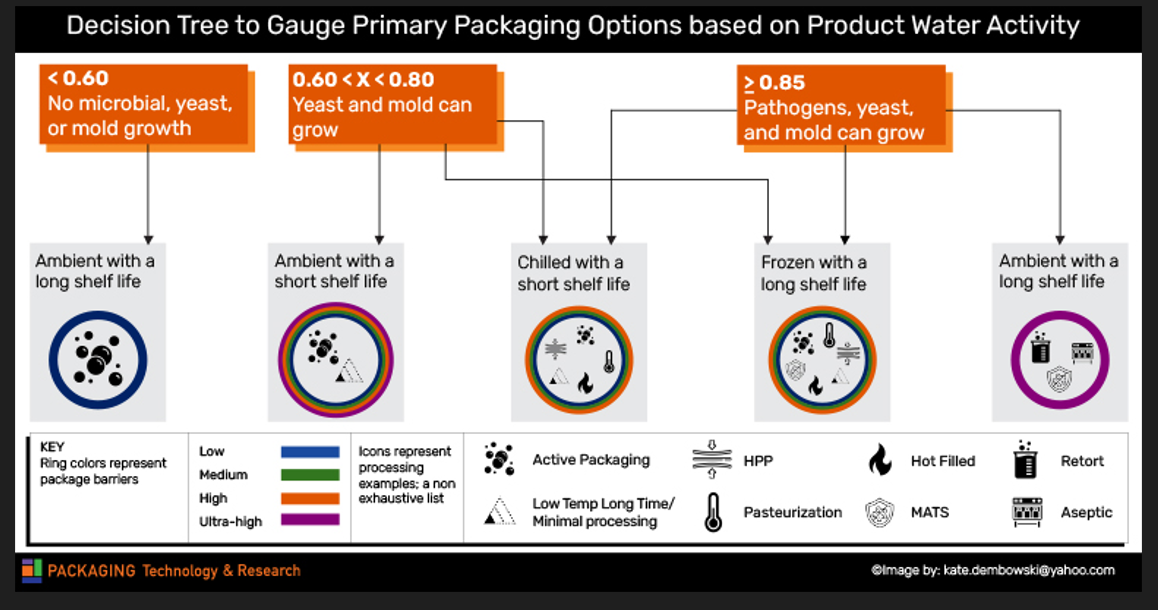 Decision Tree to Gauge Primary Packaging Options based on Product Water Activity
< 0.60
No microbial, yeast,
or mold growth
0.60 < X < 0.80
Yeast and mold can
grow
≥ 0.85
Pathogens, yeast,
and mold can grow
Ambient with a
long shelf life
Ambient with a
short shelf life
Chilled with a
short shelf life
Frozen with a
long shelf life
Ambient with a
long shelf life
KEY
Ring colors represent
package barriers
Low
Medium
High
Ultra-high
Icons represent
processing
examples; a non
exhaustive list
Active Packaging
Low Temp Long Time/
Minimal processing
HPP
Pasteurization
Hot Filled
MATS
Retort
Aseptic
PACKAGING Technology & Research
©Image by: kate.dembowski@yahoo.com